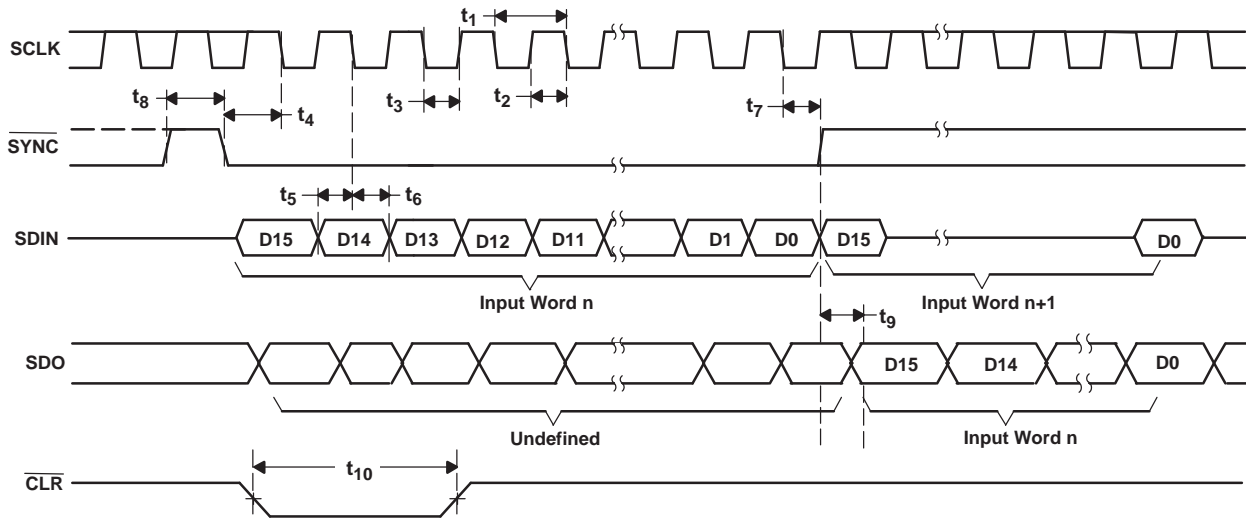 t1
SCLK
t8
t4
t3
t2
t7
SYNC
t5
t6
SDIN
D15
D14
D13
D12
D11
D1
D0
D15
D0
Input Word n
Input Word n+1
t9
SDO
D15
D14
D0
Undefined
Input Word n
t10
CLR